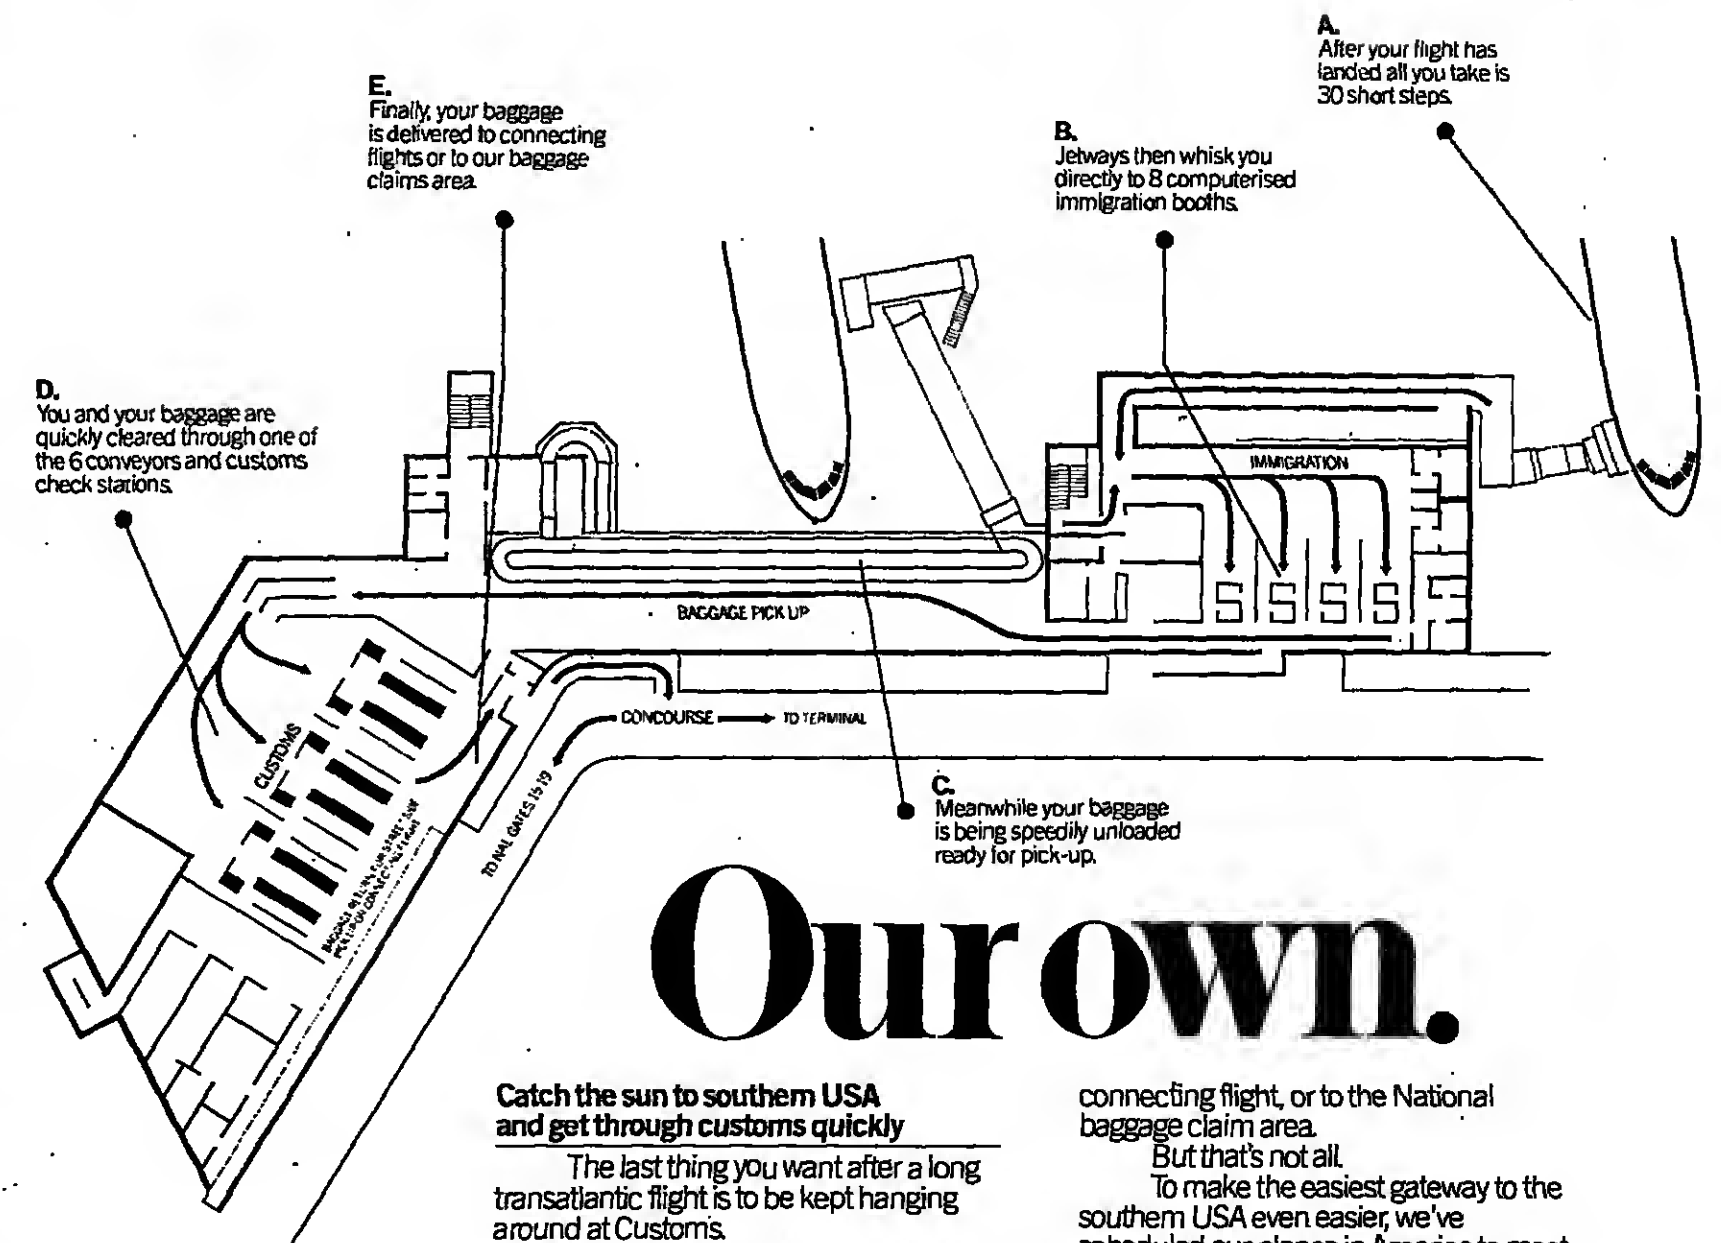 A.
After your flight has
landed all you take is
30 short steps.
E.
Finally, your baggage
is delivered to connecting
flights or to our baggage
claims area.
B.
Jetways then whisk you
directly to 8 computerised
immigration booths.
D.
You and your baggage are
quickly cleared through one of
the 6 conveyors and customs
check stations.
IMMIGRATION
BAGGAGE PICK UP
CONCOURSE
TO TERMINAL
CUSTOMS
TO NAL GATES 15 19
C.
Meanwhile your baggage
is being speedily unloaded
ready for pick-up.
Our own.
Catch the sun to southern USA
and get through customs quickly
The last thing you want after a long
transatlantic flight is to be kept hanging
around at Customs.
connecting flight, or to the National
baggage claim area.
But that's not all.
To make the easiest gateway to the
southern USA even easier, we've